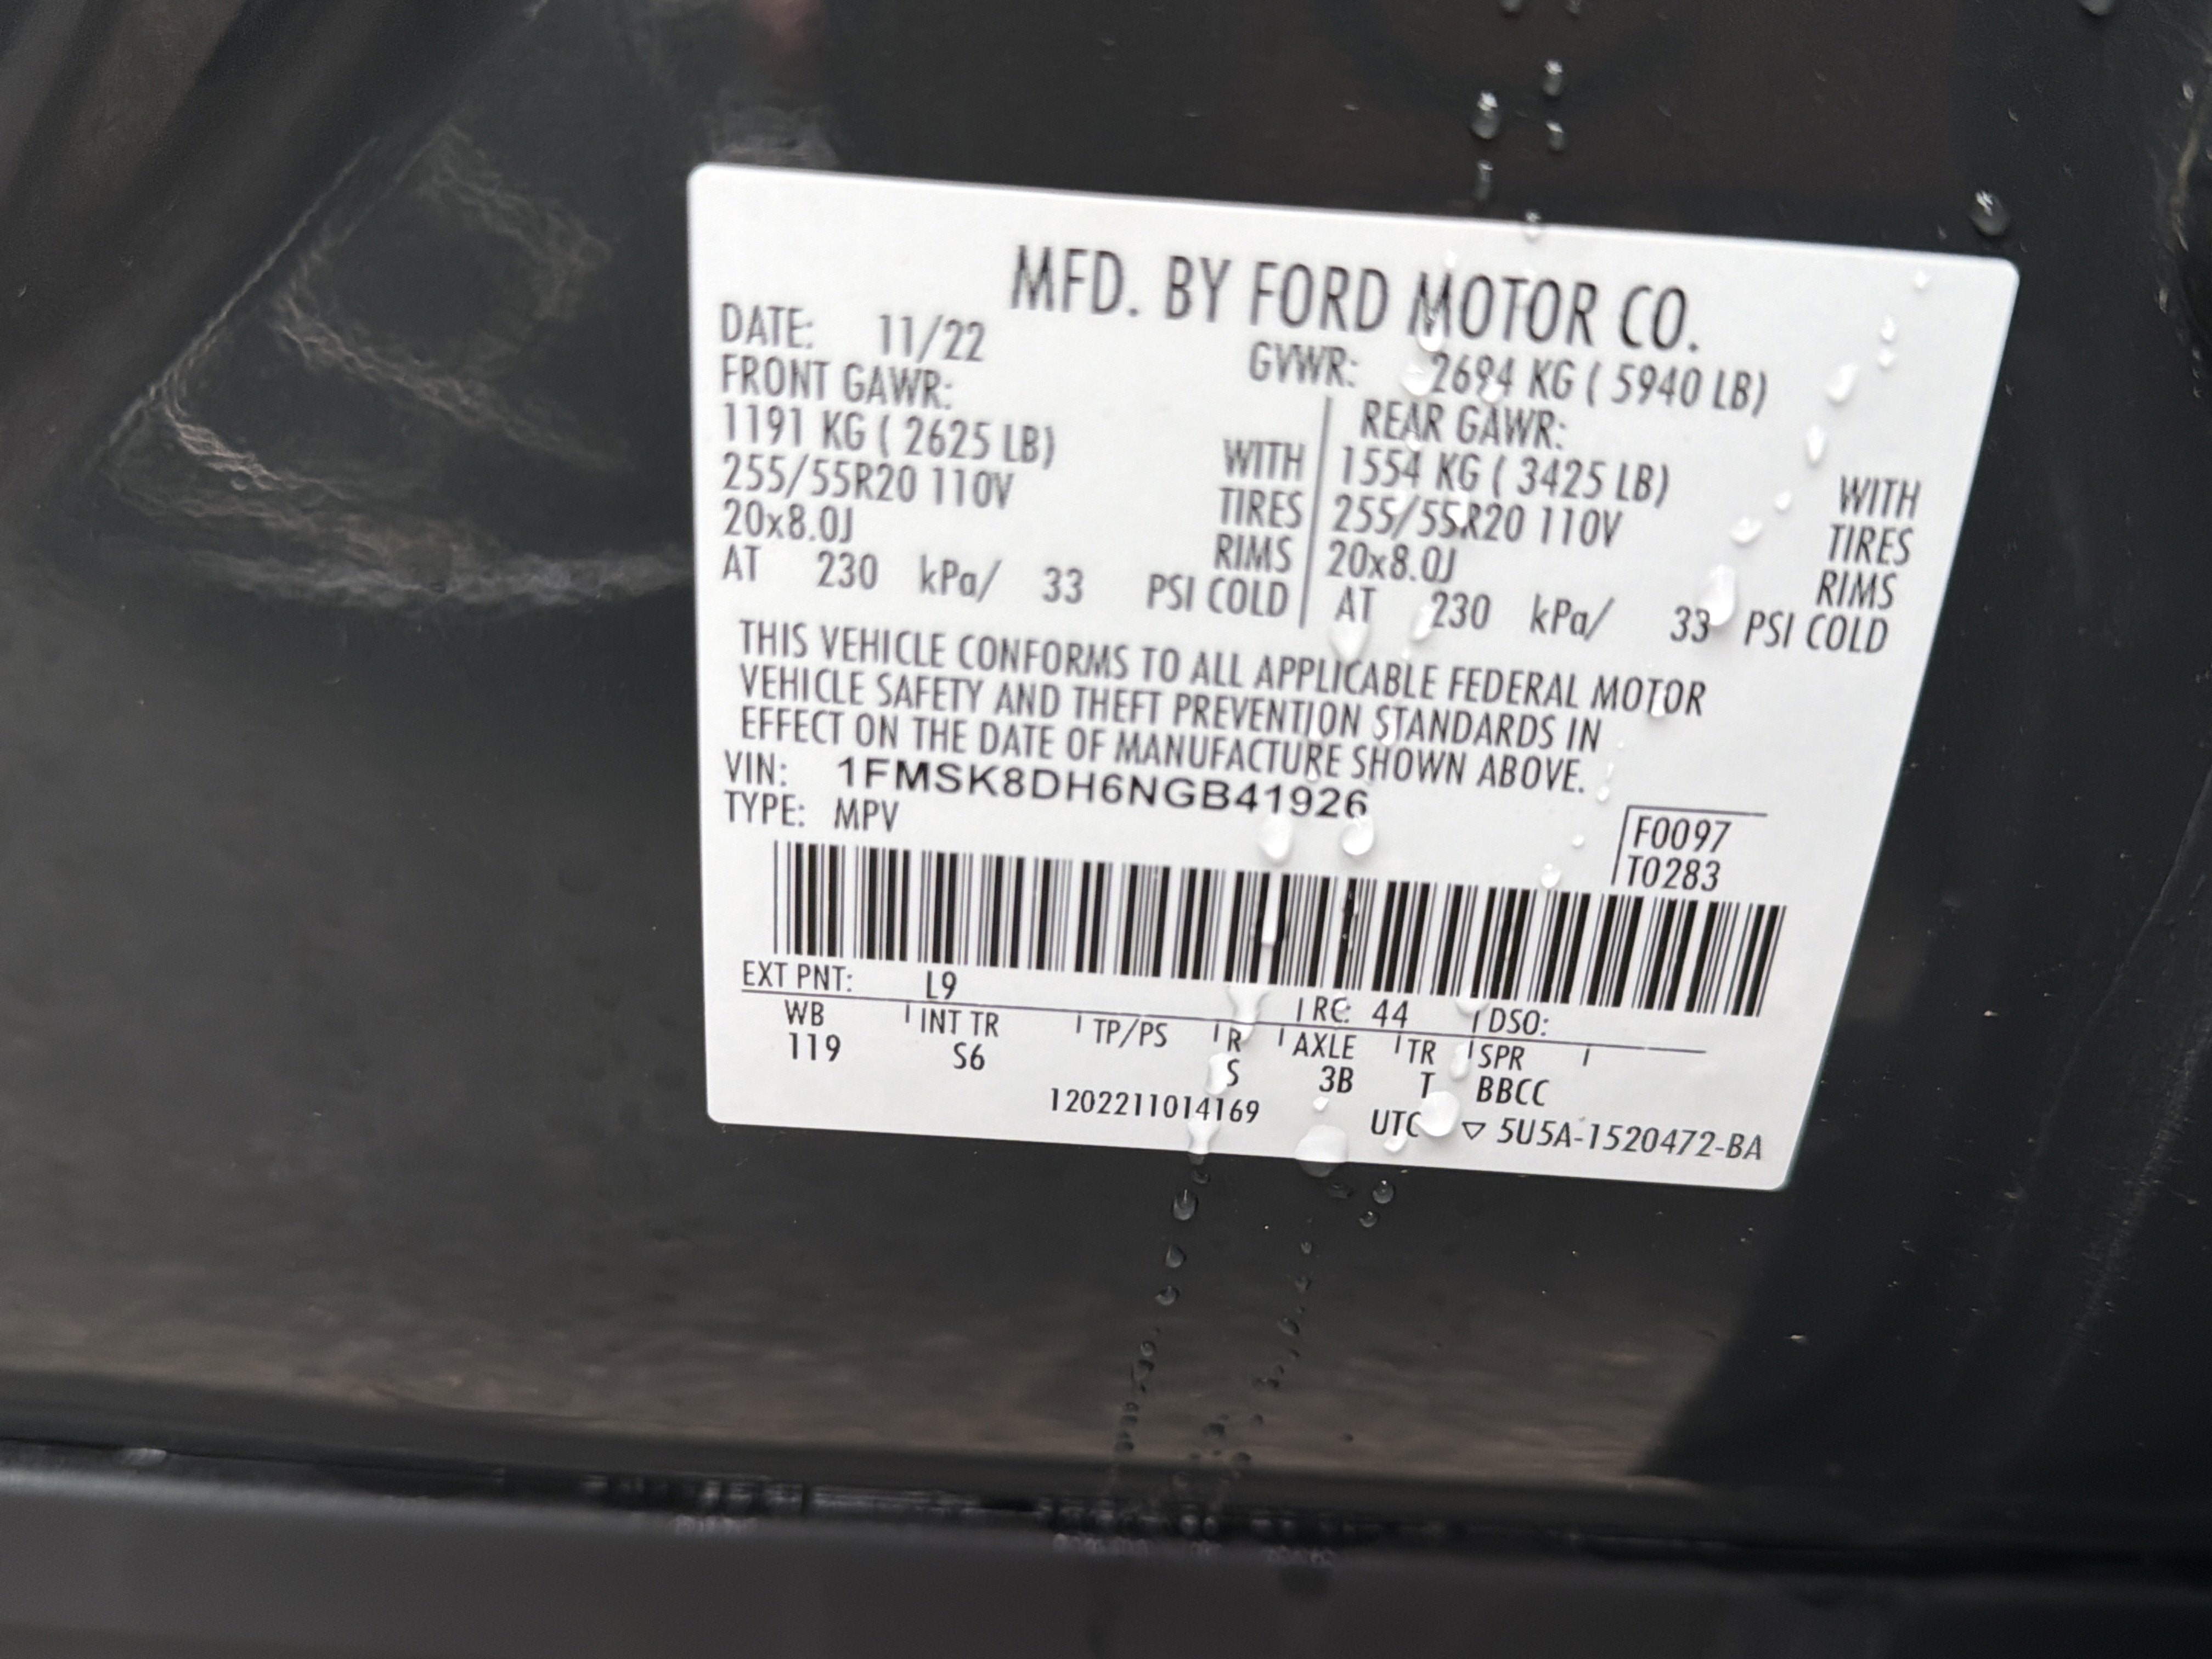 MFD. BY FORD MOTOR CO.
DATE: 11/22 GVWR: 2694 KG ( 5940 LB)
FRONT GAWR: REAR GAWR:
1191 KG ( 2625 LB) WITH 1554 KG ( 3425 LB) WITH
255/55R20 110V TIRES 255/55R20 110V TIRES
20x8.0J RIMS 20x8.0J RIMS
AT 230 kPa/ 33 PSI COLD AT 230 kPa/ 33 PSI COLD
THIS VEHICLE CONFORMS TO ALL APPLICABLE FEDERAL MOTOR
VEHICLE SAFETY AND THEFT PREVENTION STANDARDS IN
EFFECT ON THE DATE OF MANUFACTURE SHOWN ABOVE.
VIN: 1FMSK8DH6NGB41926
TYPE: MPV
F0097
T0283
EXT PNT: L9 RC: 44 DSO:
WB INT TR TP/PS R AXLE TR SPR
119 S6 S 3B T BBCC
1202211014169 UTC ▽ 5U5A-1520472-BA